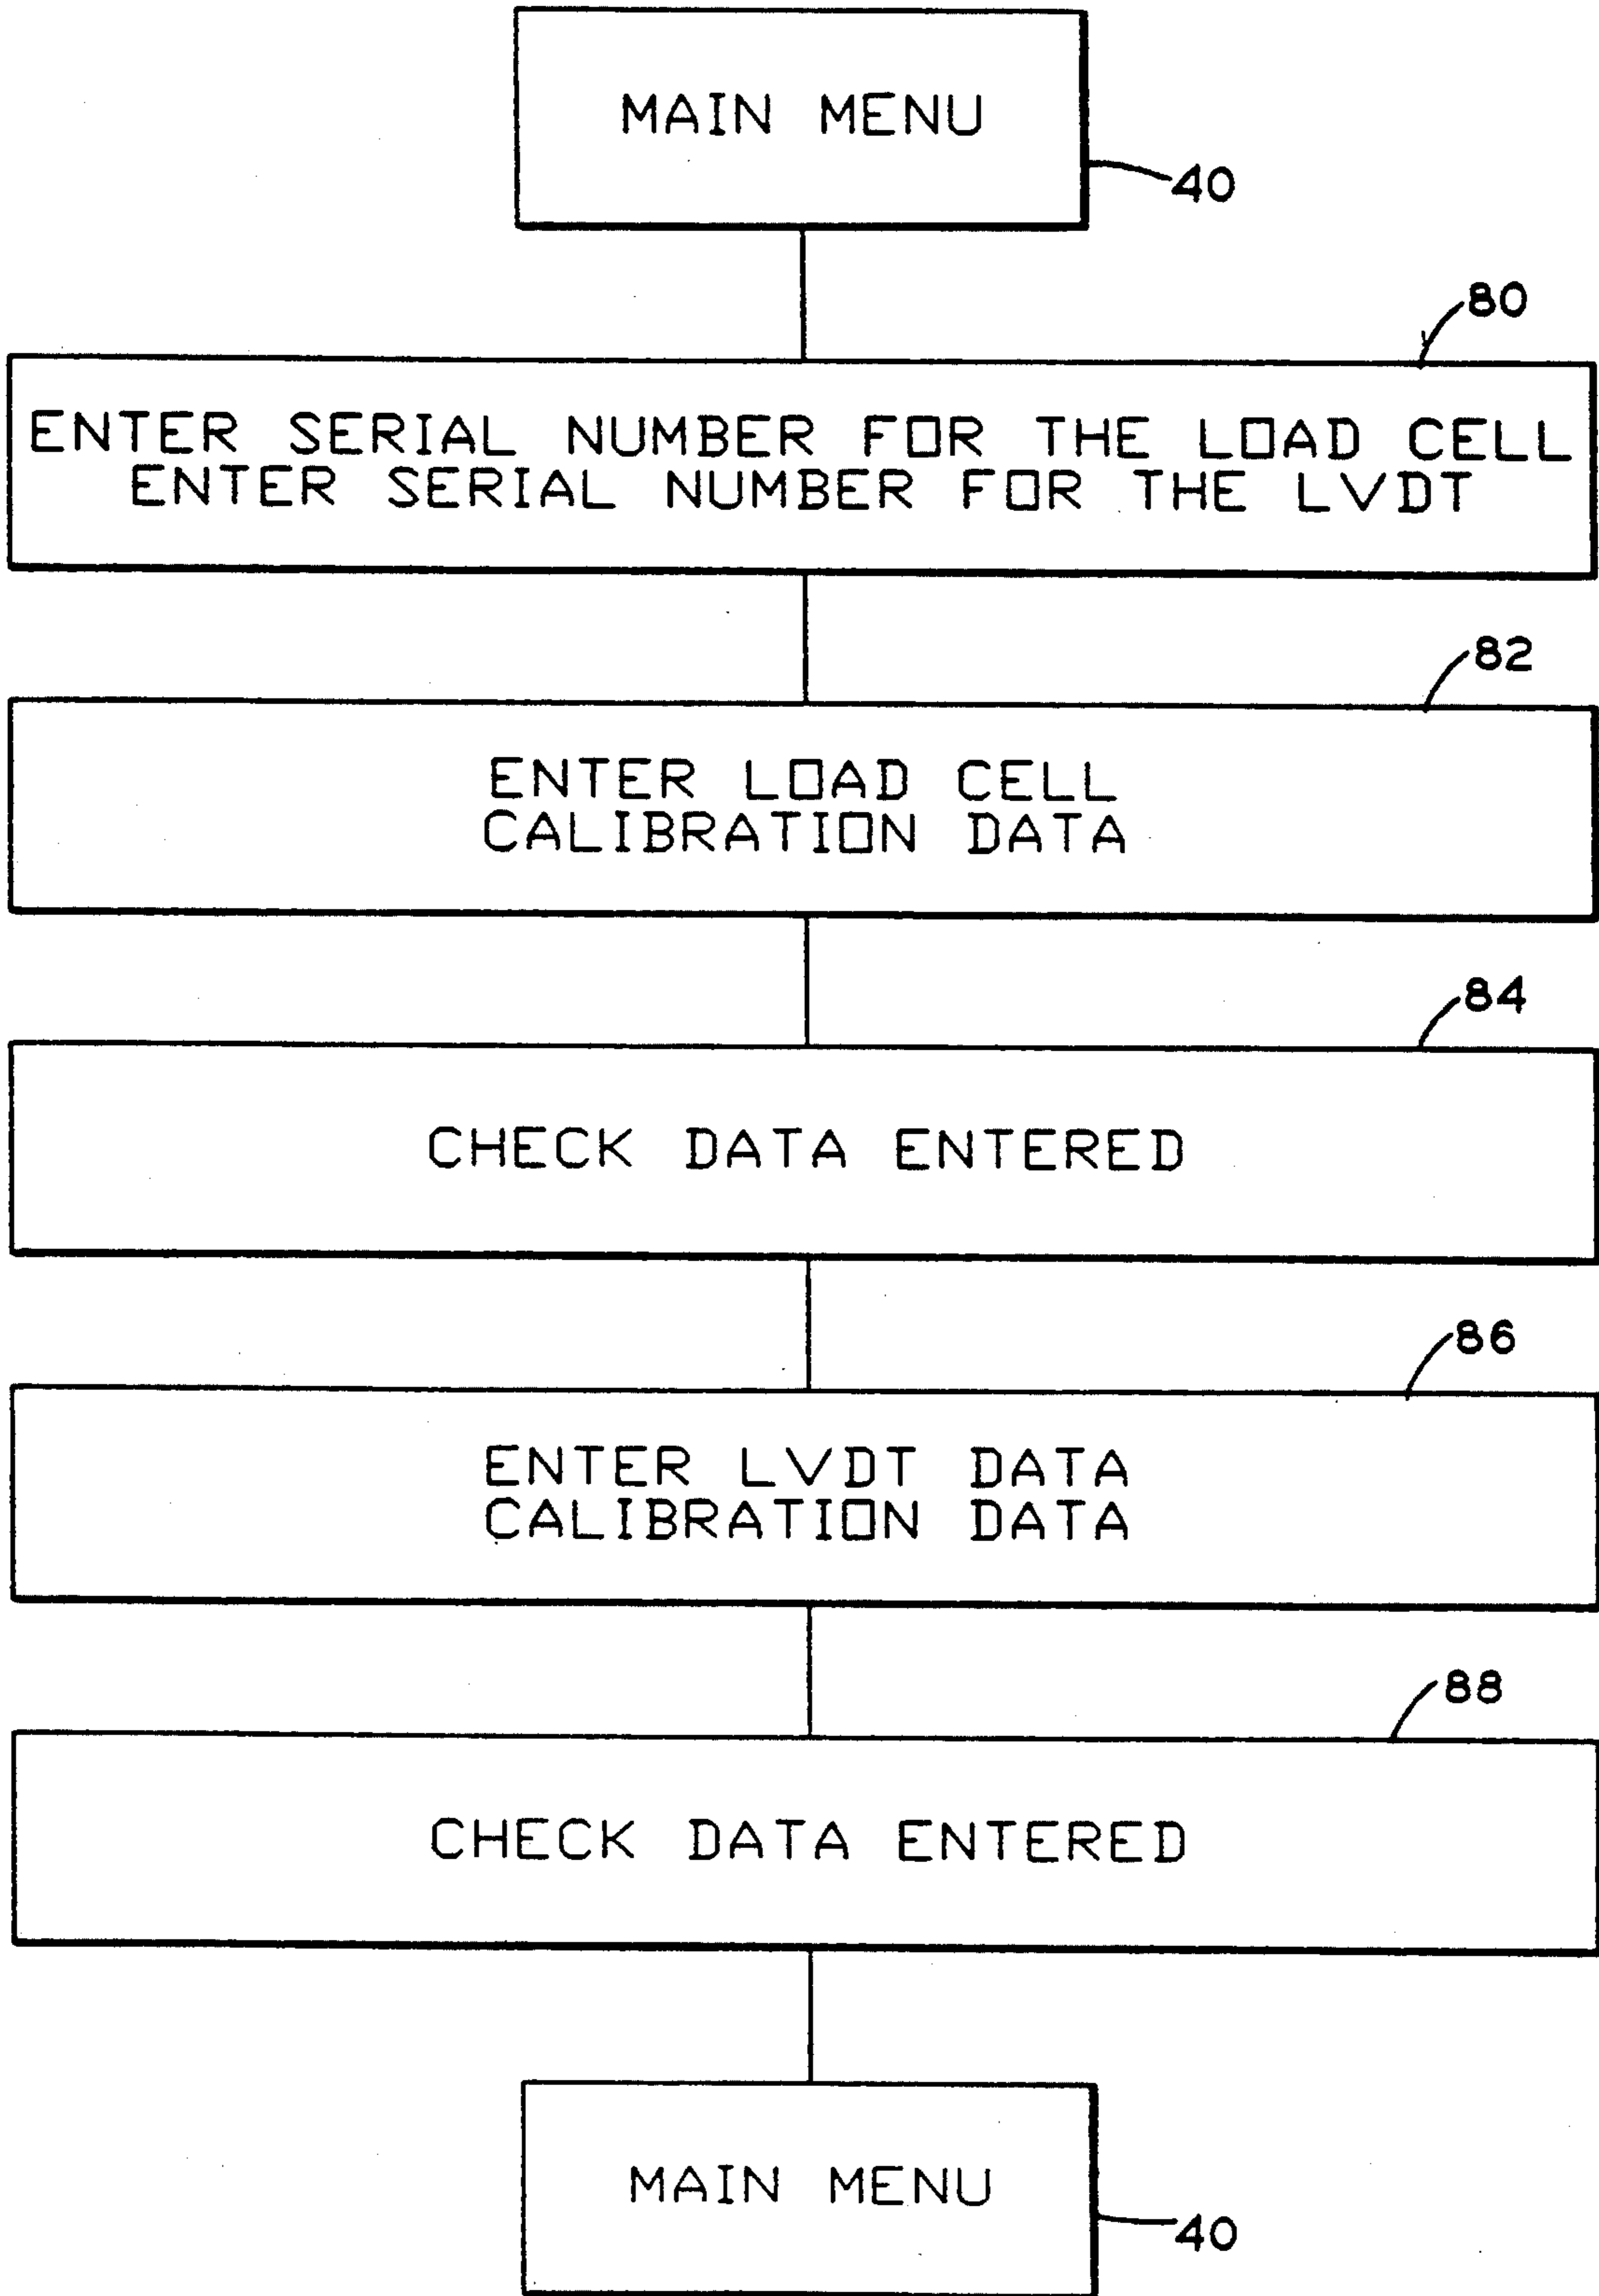 MAIN MENU
40
80
ENTER SERIAL NUMBER FOR THE LOAD CELL
ENTER SERIAL NUMBER FOR THE LVDT
82
ENTER LOAD CELL
CALIBRATION DATA
84
CHECK DATA ENTERED
86
ENTER LVDT DATA
CALIBRATION DATA
88
CHECK DATA ENTERED
MAIN MENU
40